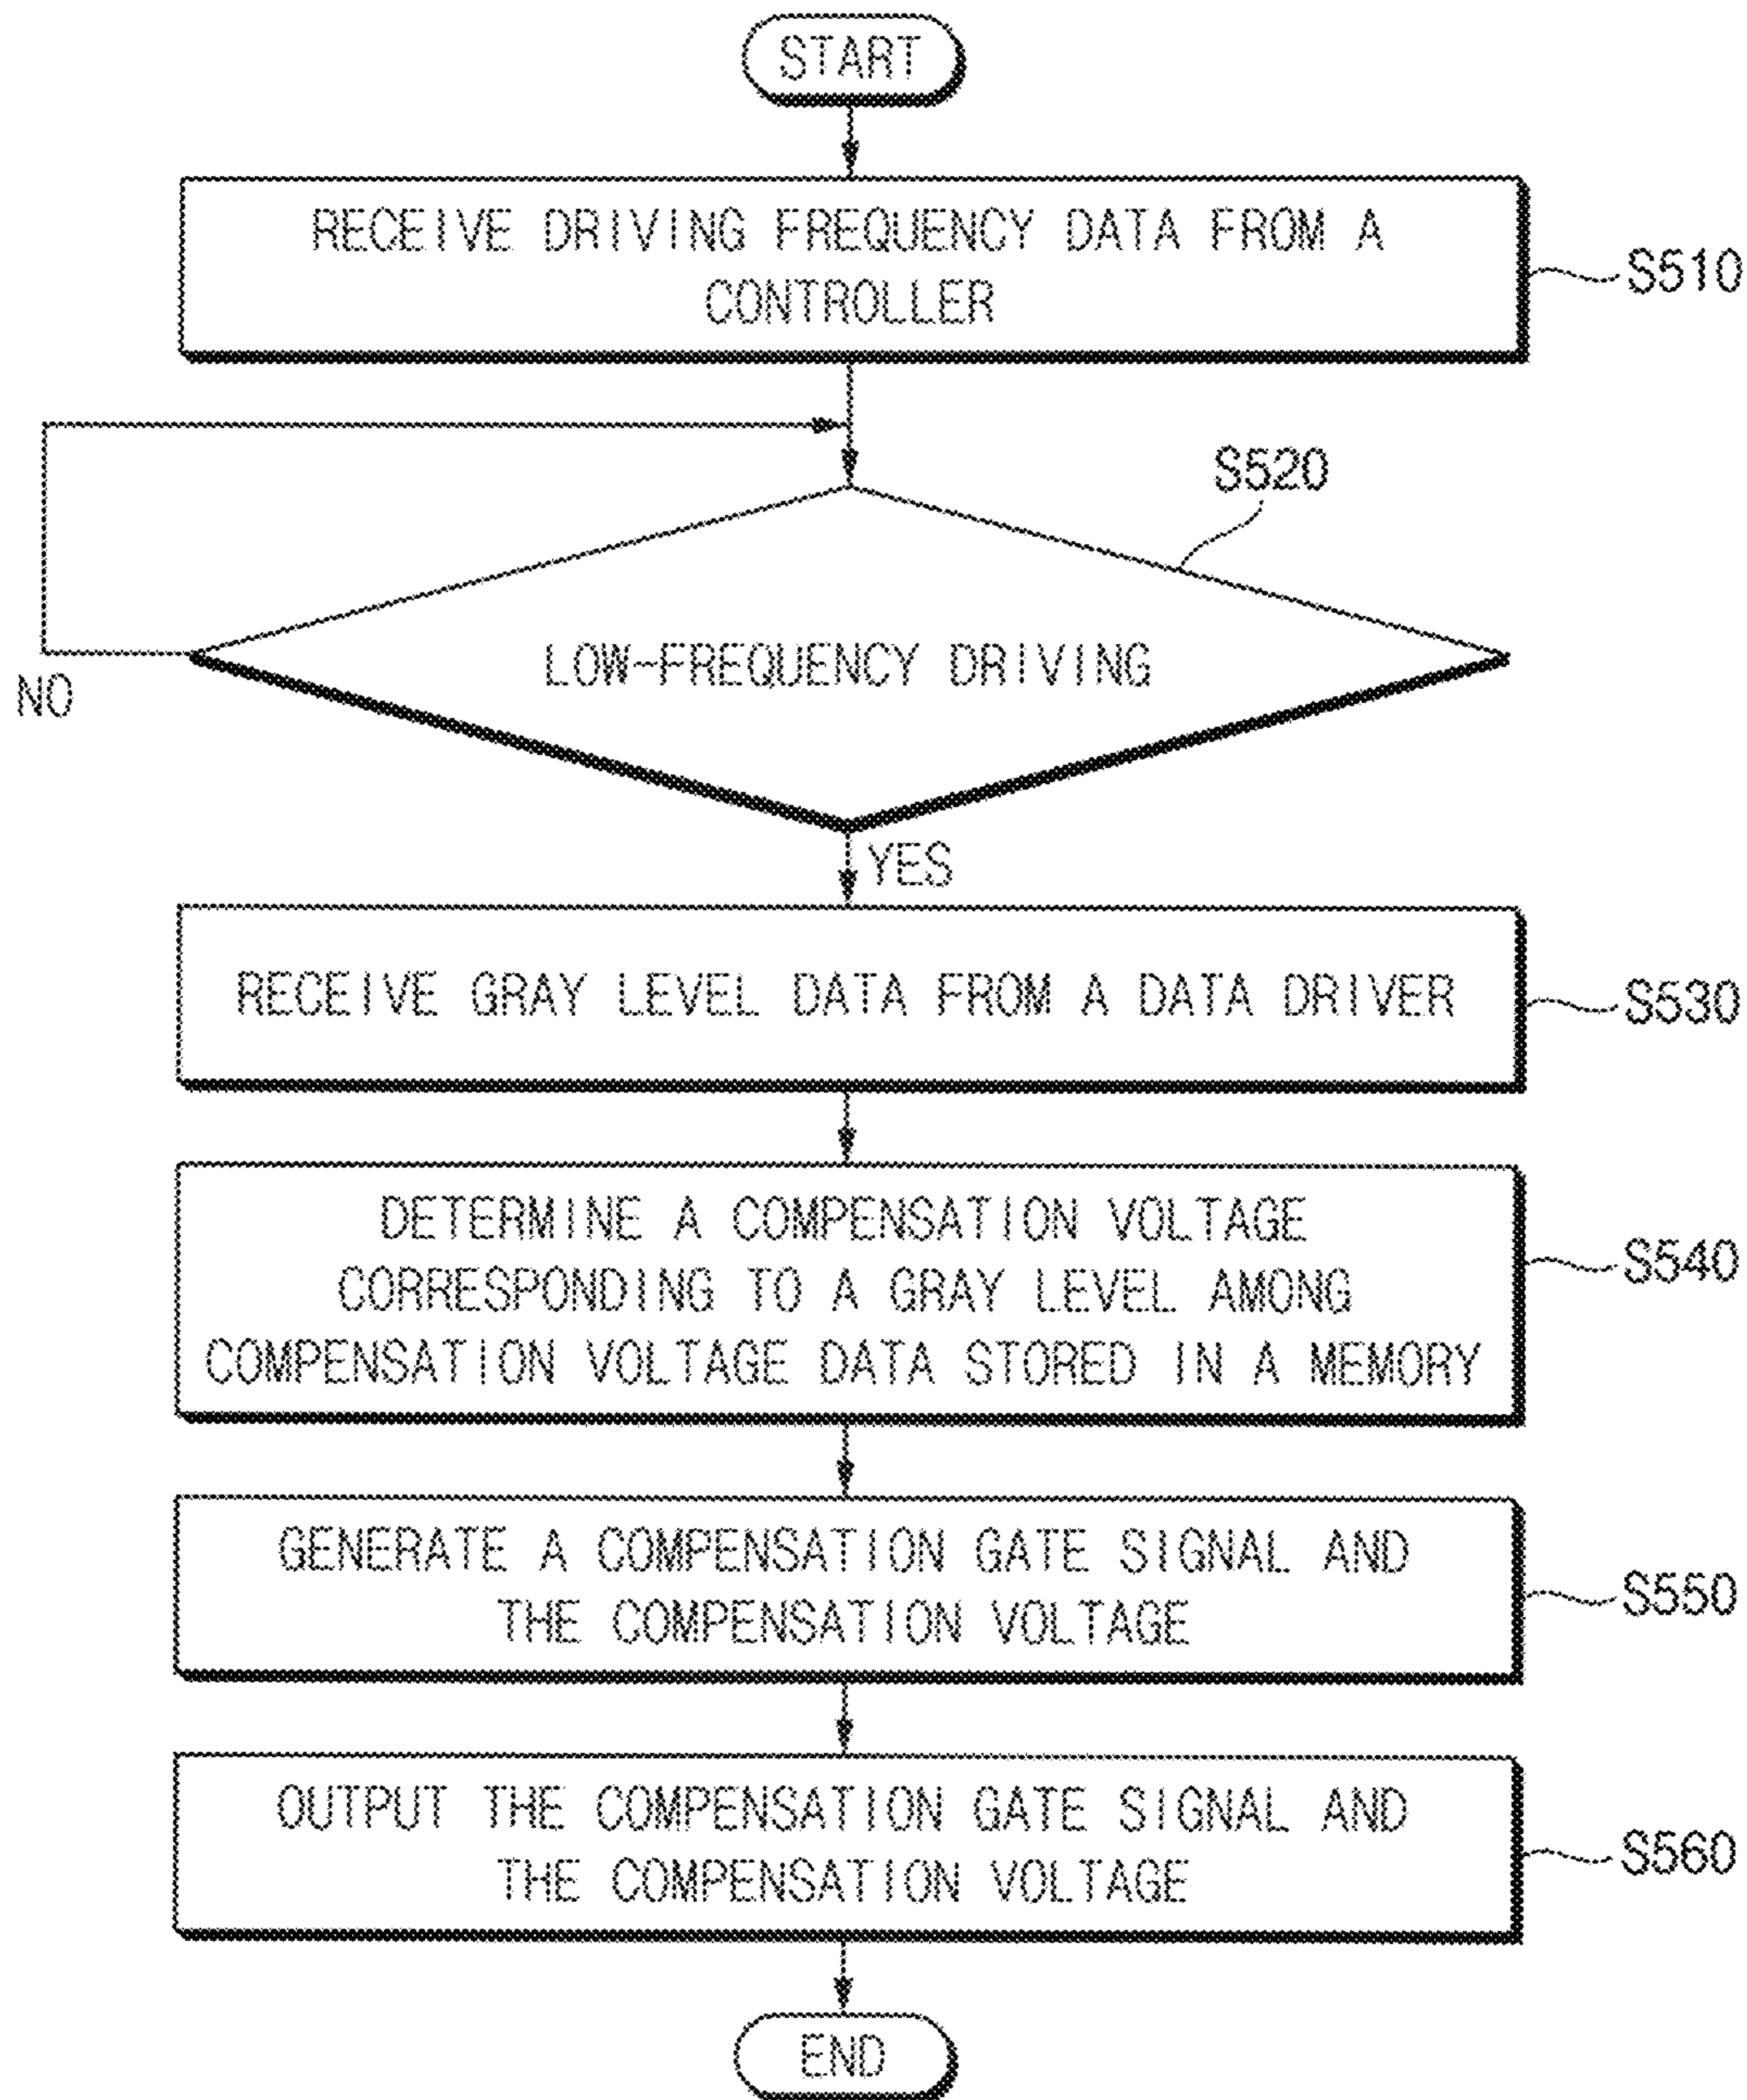 START
RECEIVE DRIVING FREQUENCY DATA FROM A
CONTROLLER
S510
S520
LOW-FREQUENCY DRIVING
NO
YES
RECEIVE GRAY LEVEL DATA FROM A DATA DRIVER
S530
DETERMINE A COMPENSATION VOLTAGE
CORRESPONDING TO A GRAY LEVEL AMONG
COMPENSATION VOLTAGE DATA STORED IN A MEMORY
S540
GENERATE A COMPENSATION GATE SIGNAL AND
THE COMPENSATION VOLTAGE
S550
OUTPUT THE COMPENSATION GATE SIGNAL AND
THE COMPENSATION VOLTAGE
S560
END